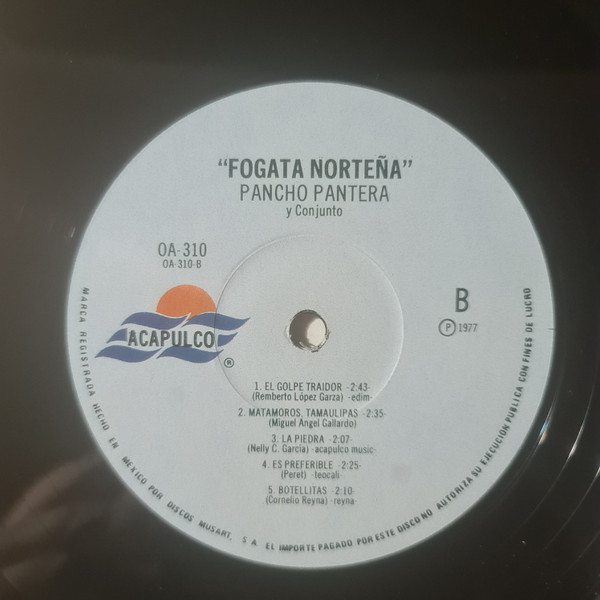 "FOGATA NORTEÑA"
PANCHO PANTERA
y Conjunto
OA-310
OA-310-B
B
Ⓟ 1977
ACAPULCO®
1. EL GOLPE TRAIDOR -2:43-
(Remberto López Garza) -edim-
2. MATAMOROS, TAMAULIPAS -2:35-
(Miguel Angel Gallardo)
3. LA PIEDRA -2:07-
(Nelly C. García) -acapulco music-
4. ES PREFERIBLE -2:25-
(Peret) -teocali-
5. BOTELLITAS -2:10-
(Cornelio Reyna) -reyna-
MARCA REGISTRADA HECHO EN MEXICO POR DISCOS MUSART, S A EL IMPORTE PAGADO POR ESTE DISCO NO AUTORIZA SU EJECUCION PUBLICA CON FINES DE LUCRO